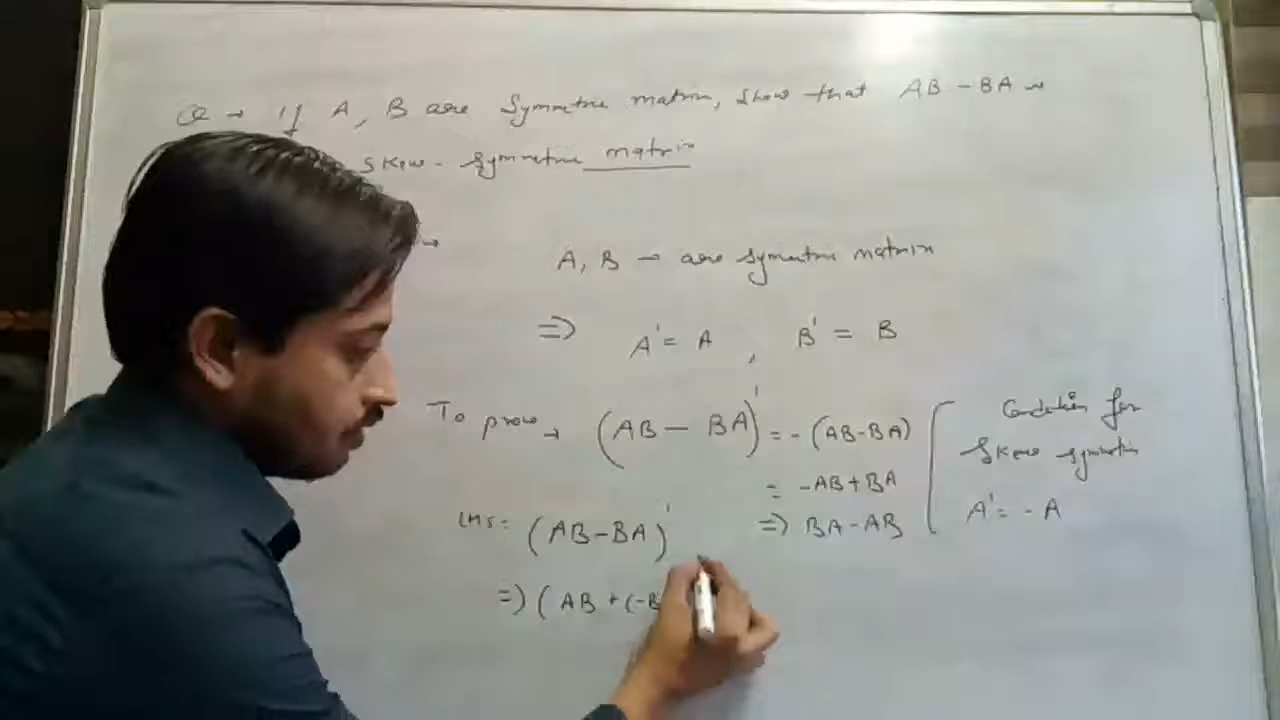 Q → If A, B are Symmetric matrix, Show that AB - BA is
Skew - Symmetric matrix
A, B → are symmetric matrix
=> A' = A , B' = B
To prove → (AB - BA)' = - (AB-BA)
= -AB + BA
=> BA - AB
Condition for
Skew symmetric
A' = - A
LHS = (AB-BA)'
=> ( AB + (-B